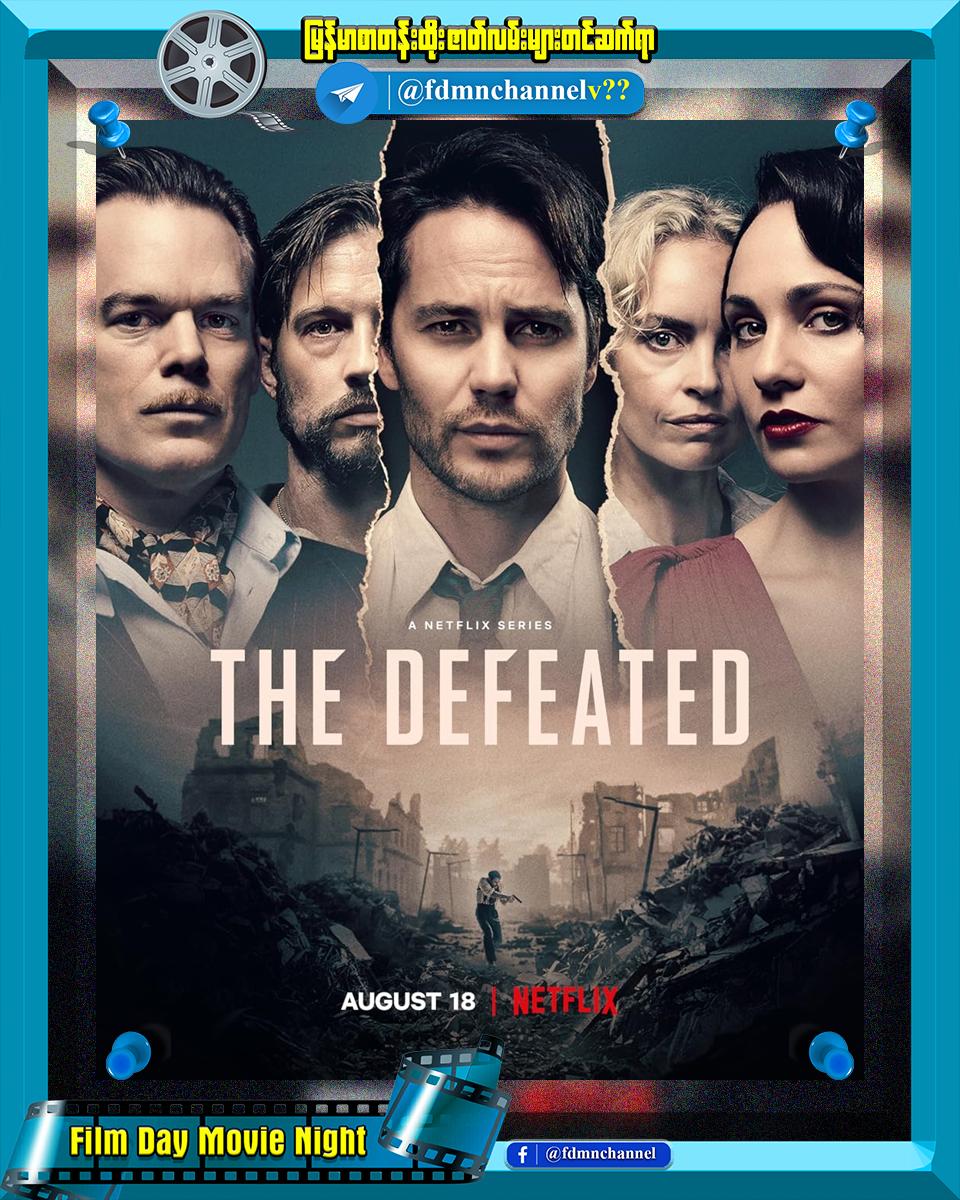 မြန်မာစာတန်းထိုးဇာတ်လမ်းများတင်ဆက်ရာ
@fdmnchannelv??
A NETFLIX SERIES
THE DEFEATED
AUGUST 18 | NETFLIX
Film Day Movie Night
f | @fdmnchannel